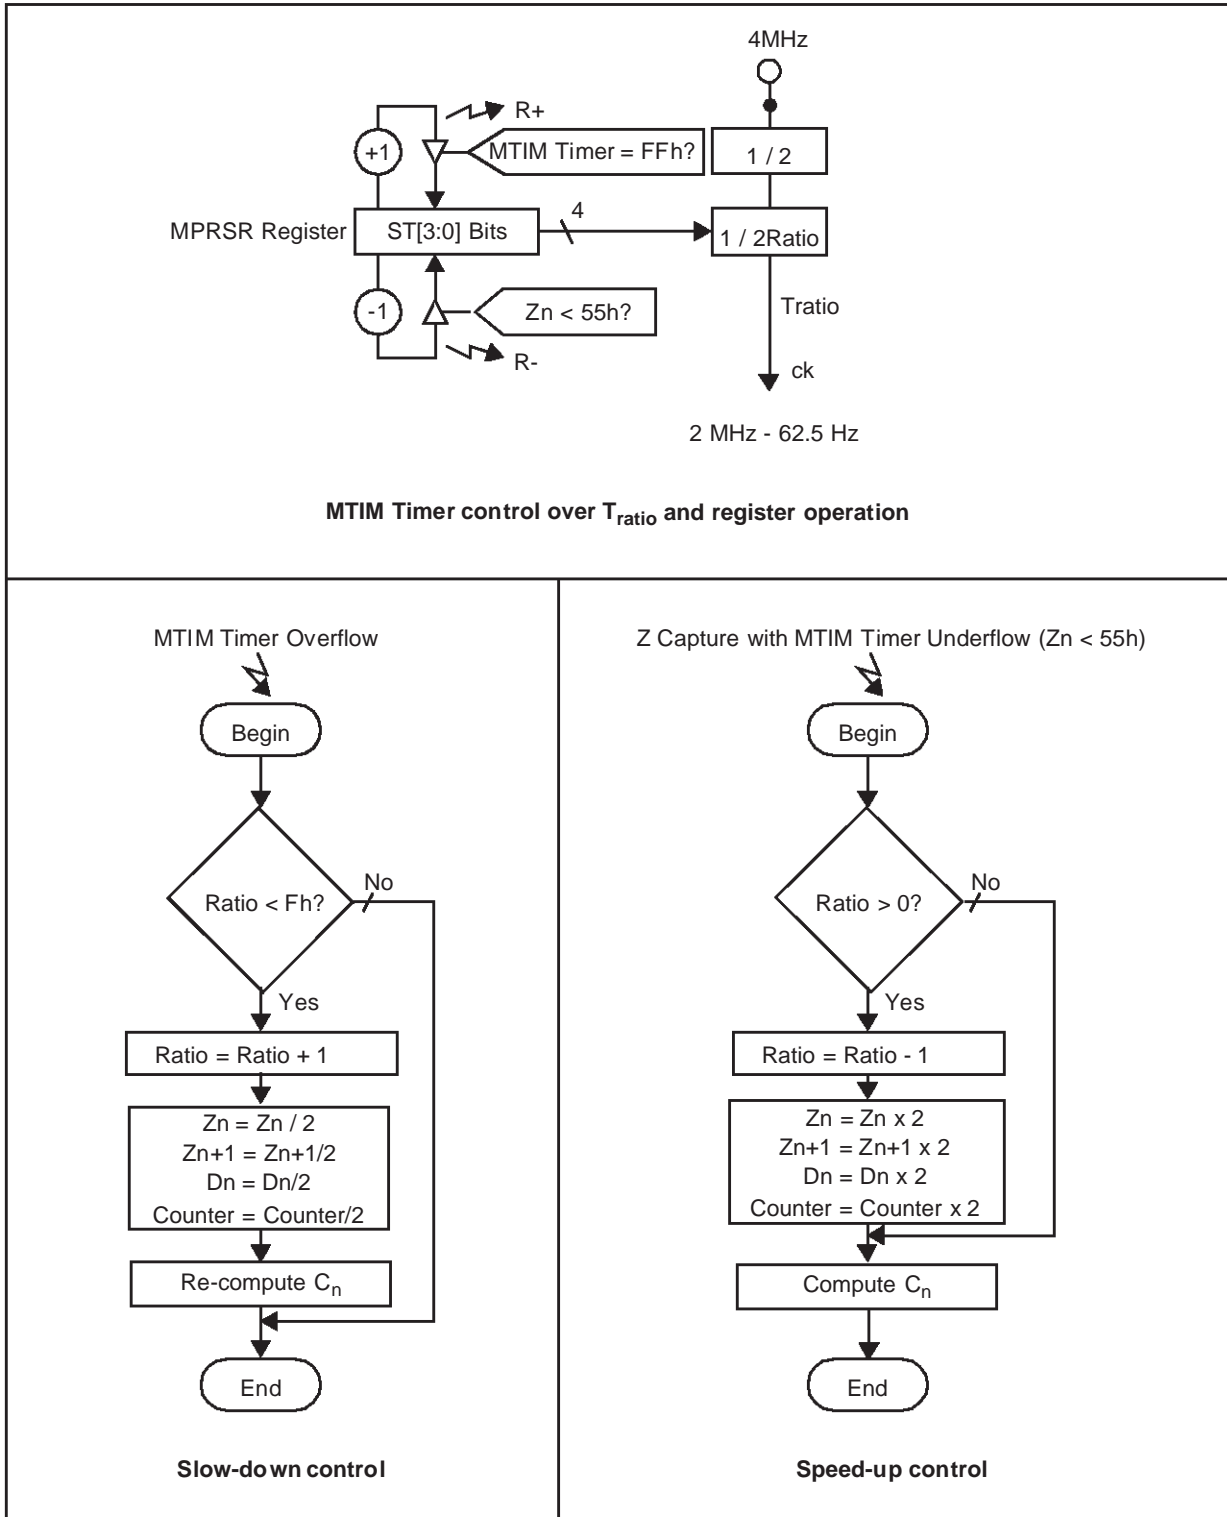 4MHz
R+
+1
MTIM Timer = FFh?
1 / 2
4
MPRSR Register
ST[3:0] Bits
1 / 2Ratio
-1
Zn < 55h?
Tratio
R-
ck
2 MHz - 62.5 Hz
MTIM Timer control over Tratio and register operation
MTIM Timer Overflow
Begin
Ratio < Fh?
No
Yes
Ratio = Ratio + 1
Zn = Zn / 2
Zn+1 = Zn+1/2
Dn = Dn/2
Counter = Counter/2
Re-compute Cn
End
Slow-down control
Z Capture with MTIM Timer Underflow (Zn < 55h)
Begin
Ratio > 0?
No
Yes
Ratio = Ratio - 1
Zn = Zn x 2
Zn+1 = Zn+1 x 2
Dn = Dn x 2
Counter = Counter x 2
Compute Cn
End
Speed-up control